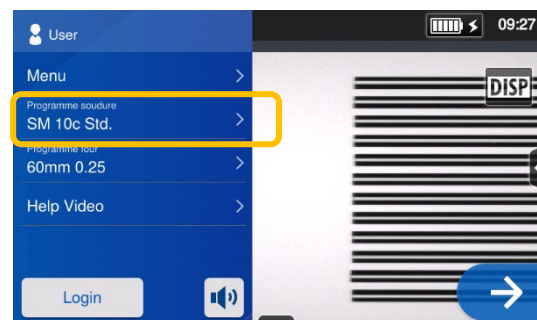 User
09:27
Menu
DISP
Programme soudure
SM 10c Std.
Programme four
60mm 0.25
Help Video
Login